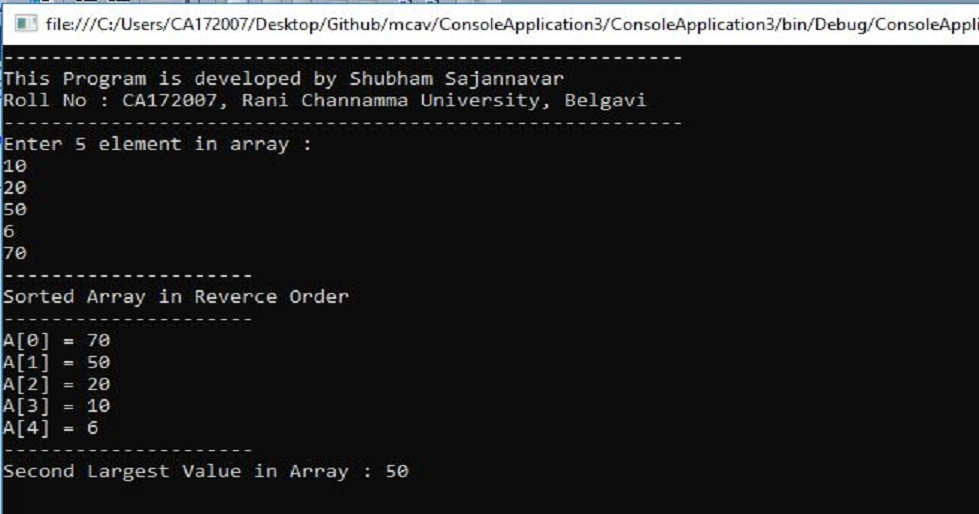 file:///C:/Users/CA172007/Desktop/Github/mcav/ConsoleApplication3/ConsoleApplication3/bin/Debug/ConsoleAppli
------------------------------------------------------------
This Program is developed by Shubham Sajannavar
Roll No : CA172007, Rani Channamma University, Belgavi
------------------------------------------------------------
Enter 5 element in array :
10
20
50
6
70
---------------------
Sorted Array in Reverce Order
---------------------
A[0] = 70
A[1] = 50
A[2] = 20
A[3] = 10
A[4] = 6
---------------------
Second Largest Value in Array : 50